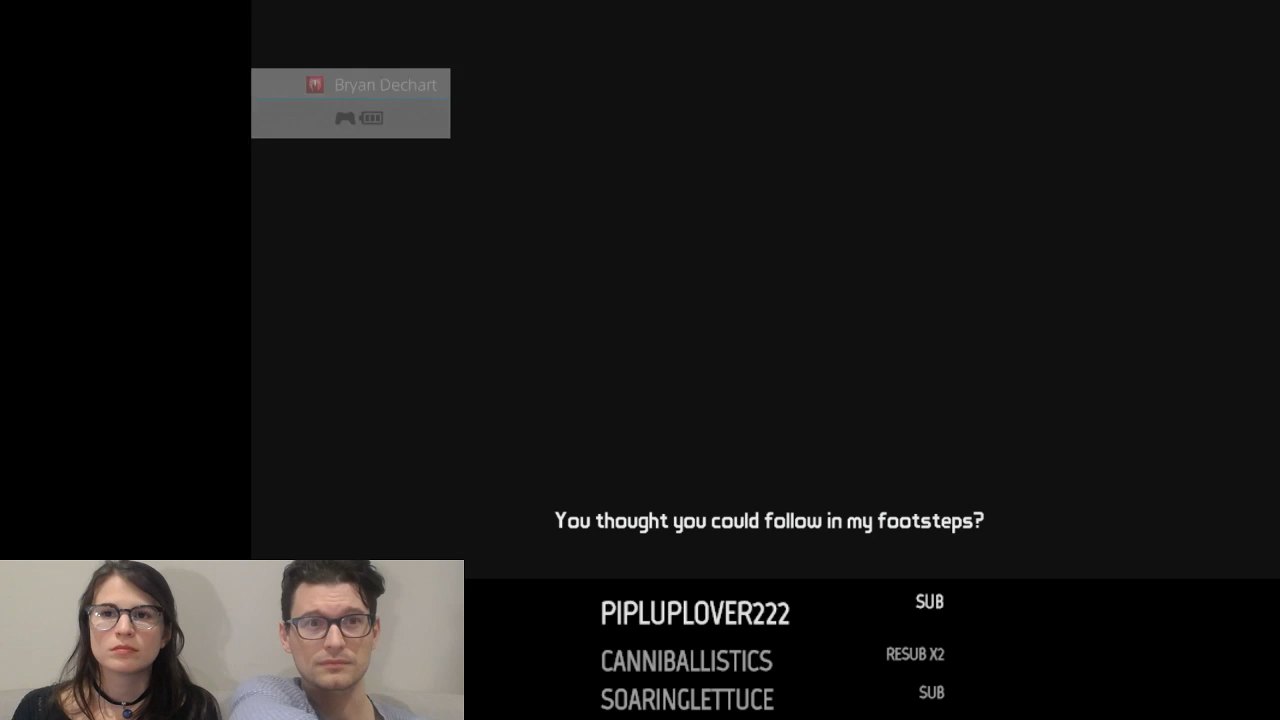 Bryan Dechart
You thought you could follow in my footsteps?
PIPLUPLOVER222 SUB
CANNIBALLISTICS RESUB X2
SOARINGLETTUCE SUB